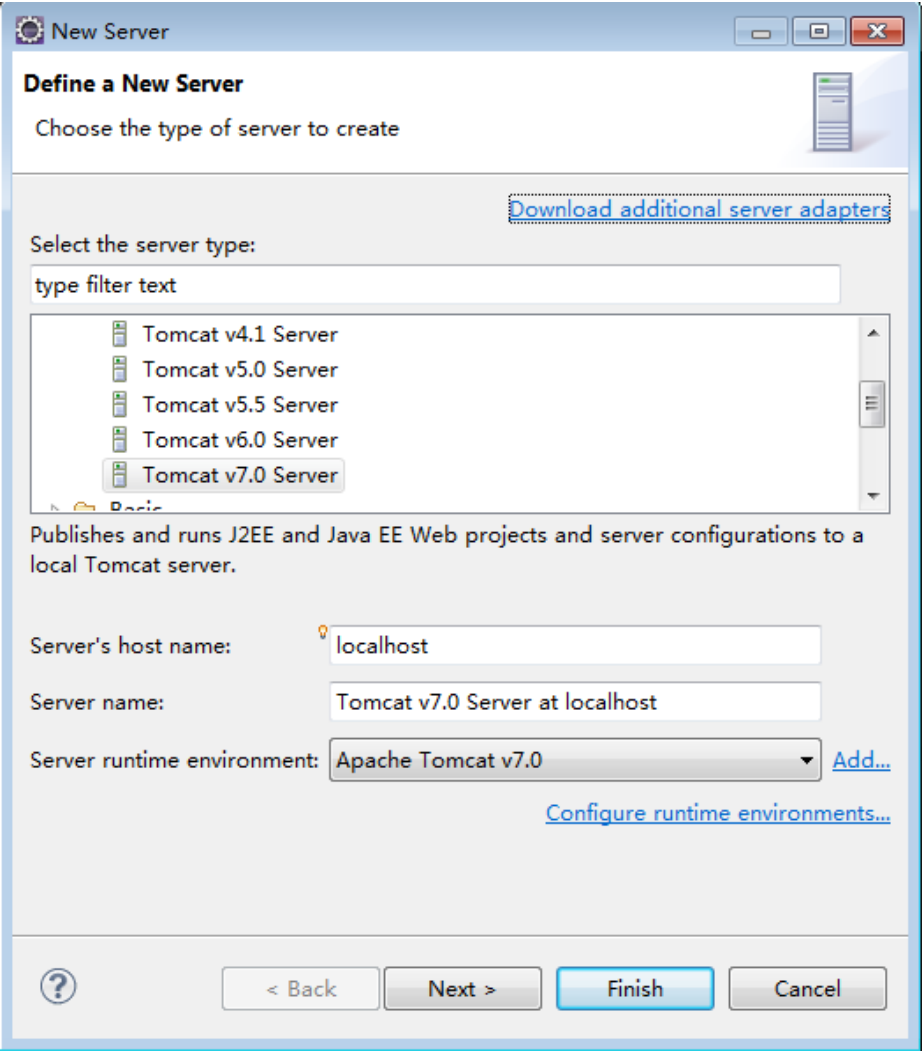 New Server
Define a New Server
Choose the type of server to create
Download additional server adapters
Select the server type:
type filter text
Tomcat v4.1 Server
Tomcat v5.0 Server
Tomcat v5.5 Server
Tomcat v6.0 Server
Tomcat v7.0 Server
Basic
Publishes and runs J2EE and Java EE Web projects and server configurations to a
local Tomcat server.
Server's host name: localhost
Server name: Tomcat v7.0 Server at localhost
Server runtime environment: Apache Tomcat v7.0 Add...
Configure runtime environments...
? < Back Next > Finish Cancel